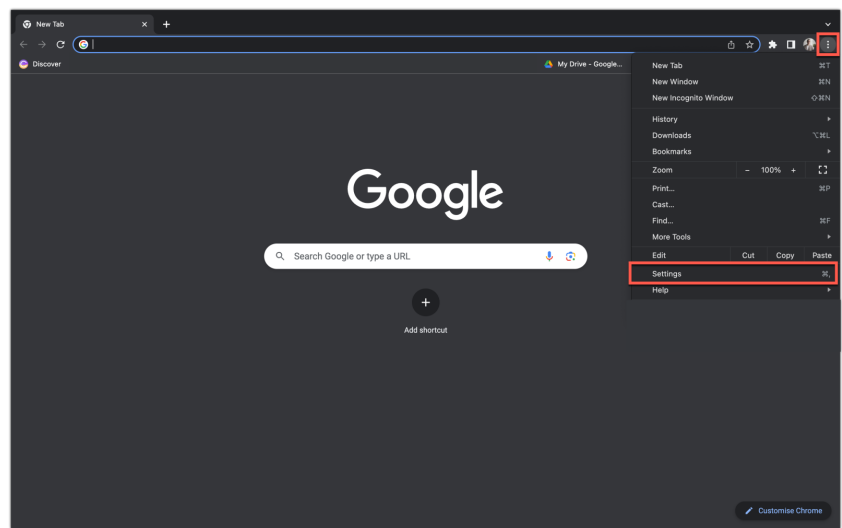 New Tab
Discover
My Drive - Google...
New Tab ⌘T
New Window ⌘N
New Incognito Window ⇧⌘N
History
Downloads ⌥⌘L
Bookmarks
Zoom - 100% +
Print... ⌘P
Cast...
Find... ⌘F
More Tools
Edit Cut Copy Paste
Settings ⌘,
Help
Google
Search Google or type a URL
Add shortcut
Customise Chrome